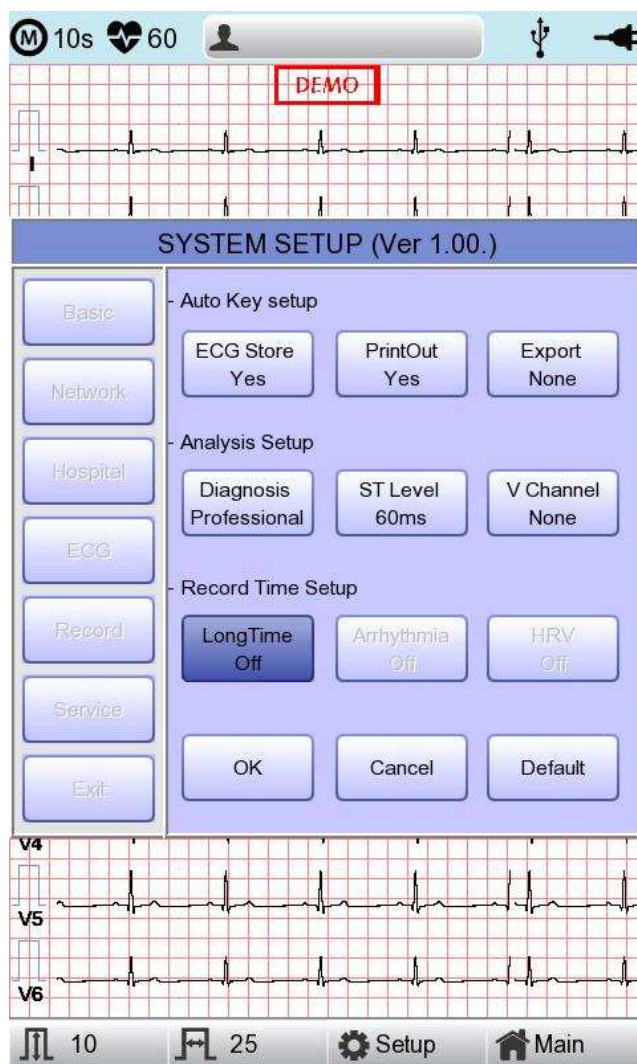 M 10s 60
DEMO
I
SYSTEM SETUP (Ver 1.00.)
Basic
Network
Hospital
ECG
Record
Service
Exit
- Auto Key setup
ECG Store
Yes
PrintOut
Yes
Export
None
- Analysis Setup
Diagnosis
Professional
ST Level
60ms
V Channel
None
- Record Time Setup
LongTime
Off
Arrhythmia
Off
HRV
Off
OK
Cancel
Default
V4
V5
V6
10
25
Setup
Main